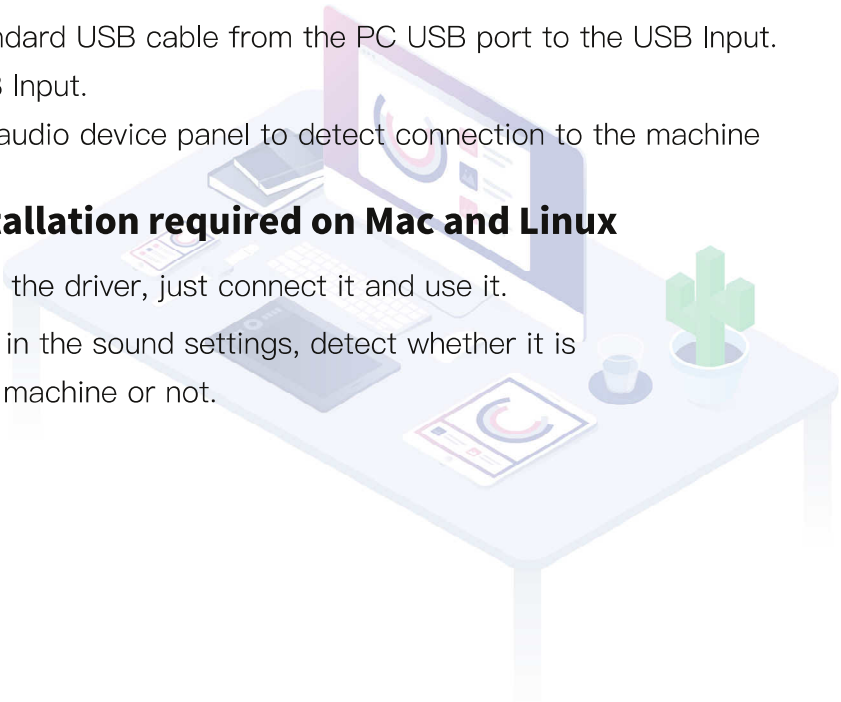 ndard USB cable from the PC USB port to the USB Input.
B Input.
audio device panel to detect connection to the machine
tallation required on Mac and Linux
the driver, just connect it and use it.
in the sound settings, detect whether it is
machine or not.